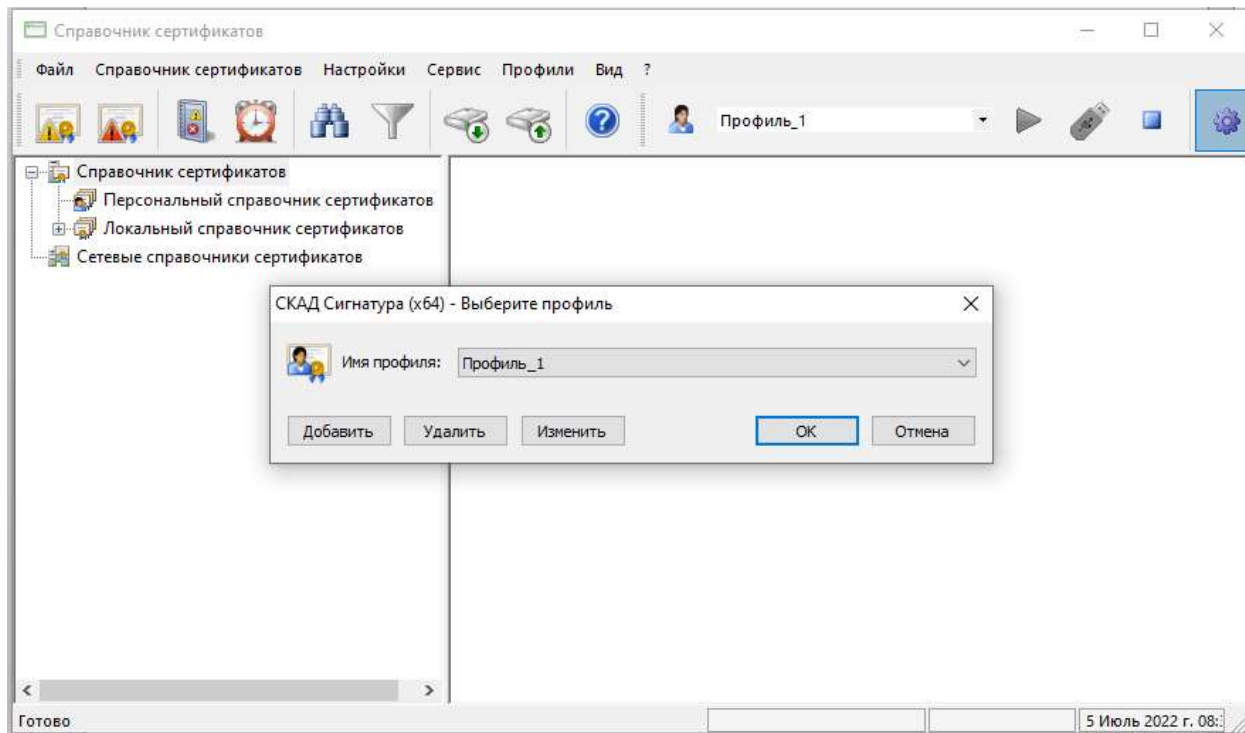 Справочник сертификатов
Файл Справочник сертификатов Настройки Сервис Профили Вид ?
Профиль_1
Справочник сертификатов
Персональный справочник сертификатов
Локальный справочник сертификатов
Сетевые справочники сертификатов
СКАД Сигнатура (x64) - Выберите профиль
Имя профиля: Профиль_1
Добавить Удалить Изменить ОК Отмена
Готово 5 Июль 2022 г. 08: